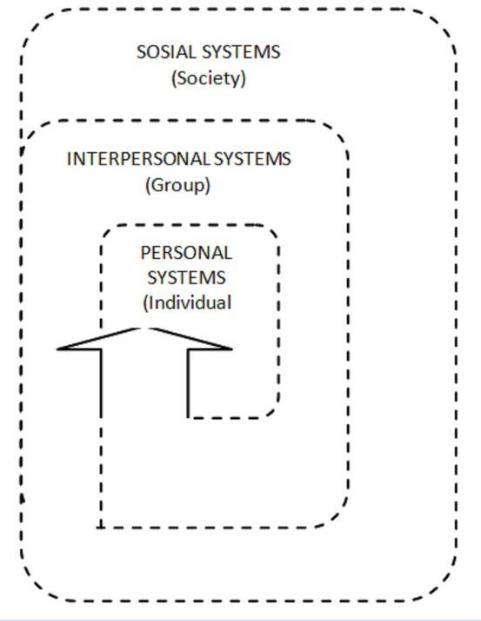 SOSIAL SYSTEMS
(Society)
INTERPERSONAL SYSTEMS
(Group)
PERSONAL
SYSTEMS
(Individual